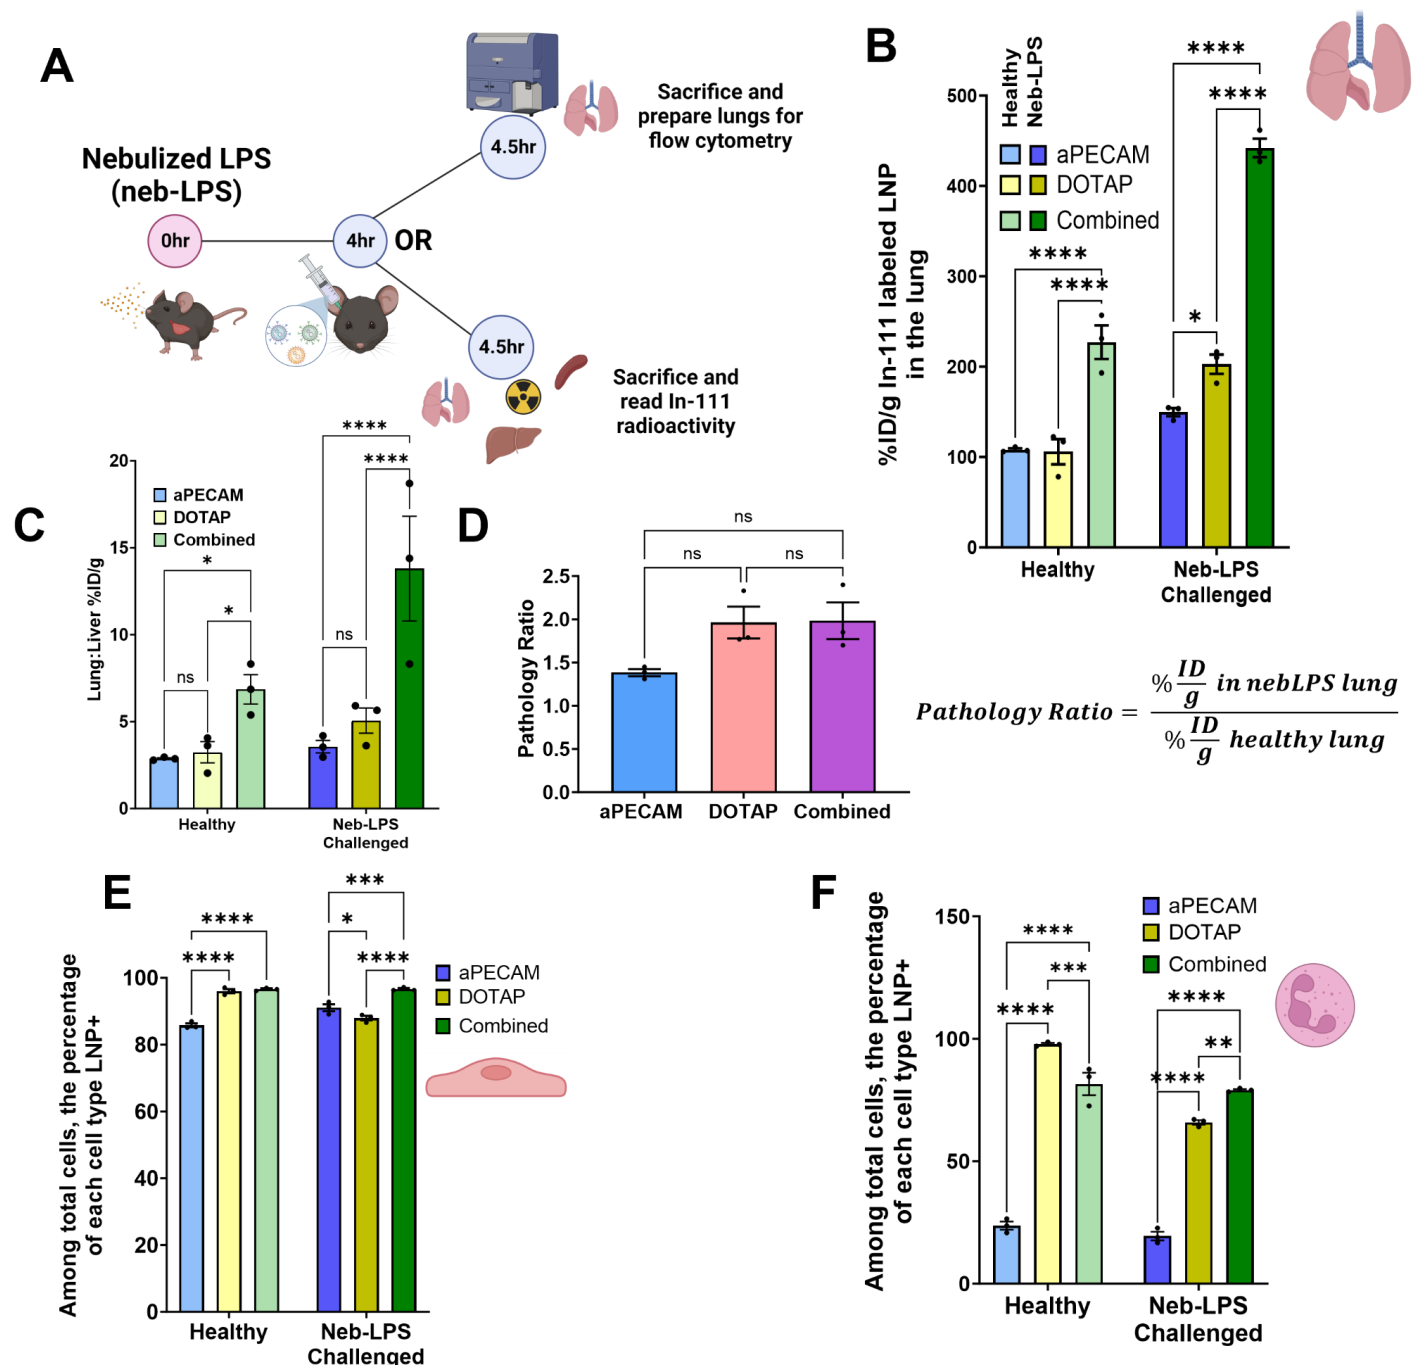 A
Nebulized LPS
(neb-LPS)
0hr
4hr
OR
4.5hr
Sacrifice and
prepare lungs for
flow cytometry
4.5hr
Sacrifice and
read In-111
radioactivity
B
%ID/g In-111 labeled LNP
in the lung
500
400
300
200
100
0
Healthy
Neb-LPS
aPECAM
DOTAP
Combined
****
****
****
****
*
Healthy
Neb-LPS
Challenged
C
Lung:Liver %ID/g
20
15
10
5
0
aPECAM
DOTAP
Combined
*
*
ns
****
****
ns
Healthy
Neb-LPS
Challenged
D
Pathology Ratio
2.5
2.0
1.5
1.0
0.5
0.0
ns
ns
ns
aPECAM
DOTAP
Combined
Pathology Ratio = % ID/g in nebLPS lung
% ID/g healthy lung
E
Among total cells, the percentage
of each cell type LNP+
100
80
60
40
20
0
****
****
***
*
****
aPECAM
DOTAP
Combined
Healthy
Neb-LPS
Challenged
F
Among total cells, the percentage
of each cell type LNP+
150
100
50
0
****
***
****
****
**
****
aPECAM
DOTAP
Combined
Healthy
Neb-LPS
Challenged